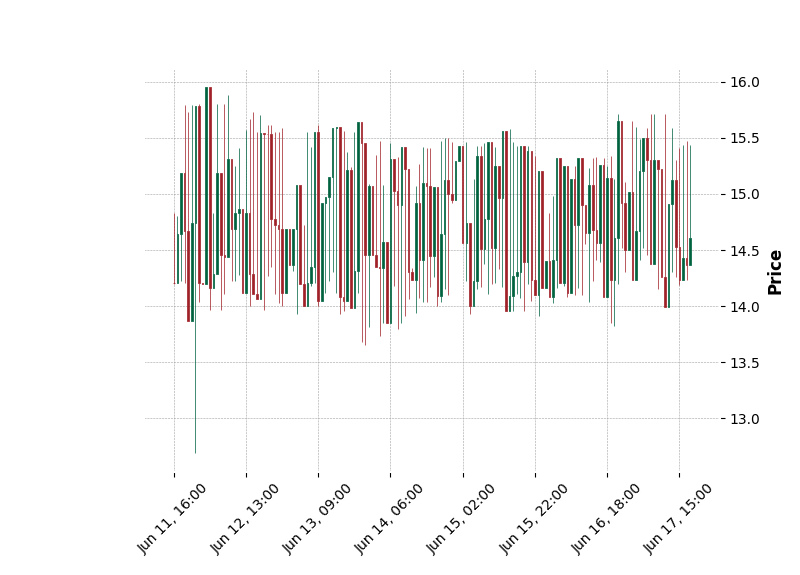 16.0
15.5
15.0
14.5
14.0
13.5
13.0
Price
Jun 11, 16:00
Jun 12, 13:00
Jun 13, 09:00
Jun 14, 06:00
Jun 15, 02:00
Jun 15, 22:00
Jun 16, 18:00
Jun 17, 15:00